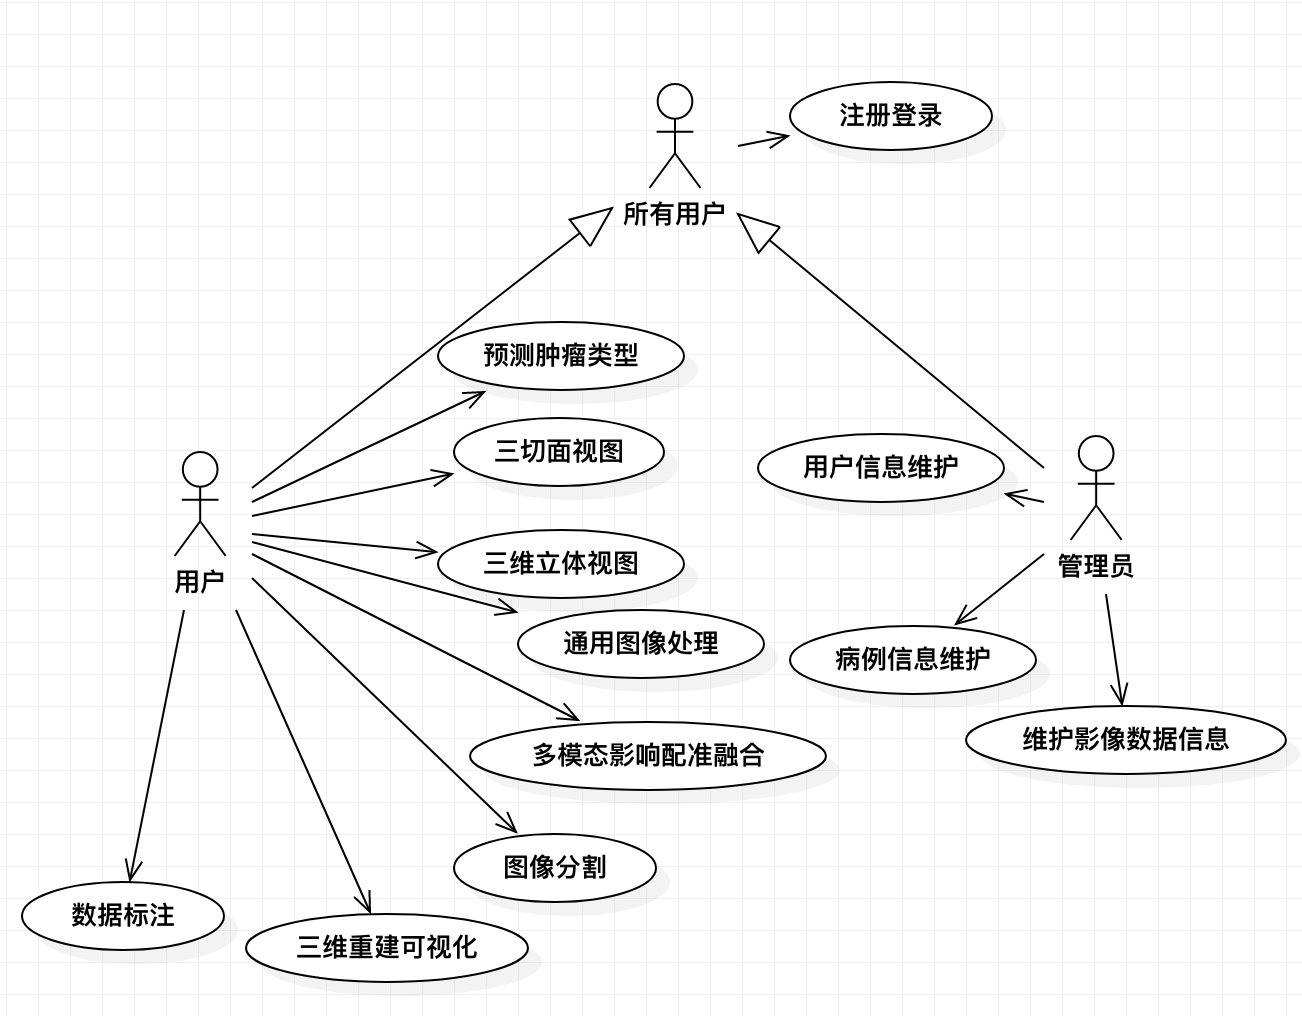 注册登录
所有用户
预测肿瘤类型
三切面视图
用户信息维护
三维立体视图
管理员
用户
通用图像处理
病例信息维护
维护影像数据信息
多模态影响配准融合
图像分割
数据标注
三维重建可视化